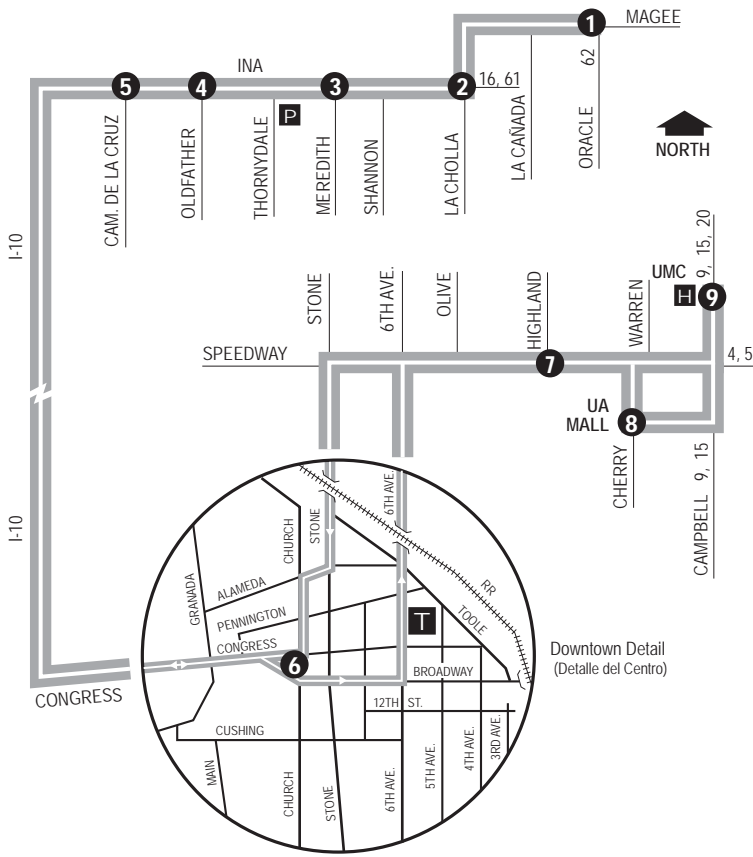 1
MAGEE
62
INA
5
4
3
2
16, 61
P
CAM. DE LA CRUZ
OLDFATHER
THORNYDALE
MEREDITH
SHANNON
LA CHOLLA
LA CAÑADA
ORACLE
NORTH
I-10
STONE
6TH AVE.
OLIVE
HIGHLAND
WARREN
UMC
H
9
9, 15, 20
SPEEDWAY
7
4, 5
UA
MALL
8
CHERRY
CAMPBELL 9, 15
I-10
CHURCH
STONE
6TH AVE.
GRANADA
ALAMEDA
PENNINGTON
CONGRESS
6
T
TOOLE
RR
BROADWAY
Downtown Detail
(Detalle del Centro)
CONGRESS
12TH ST.
CUSHING
MAIN
CHURCH
STONE
6TH AVE.
5TH AVE.
4TH AVE.
3RD AVE.